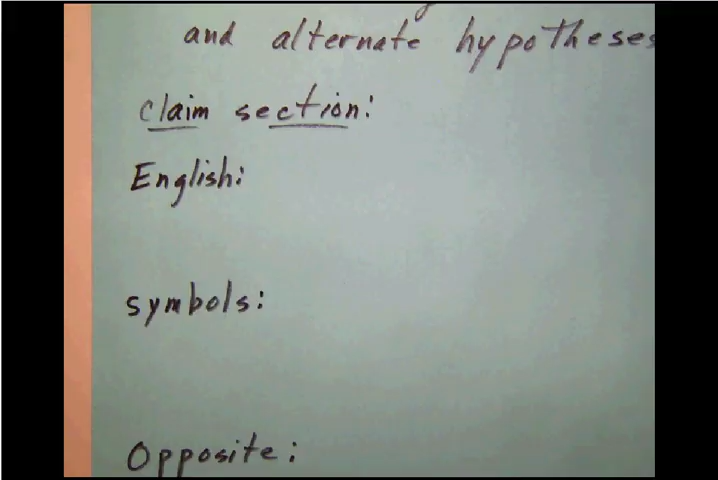 and alternate hypotheses
claim section:
English:
symbols:
Opposite: